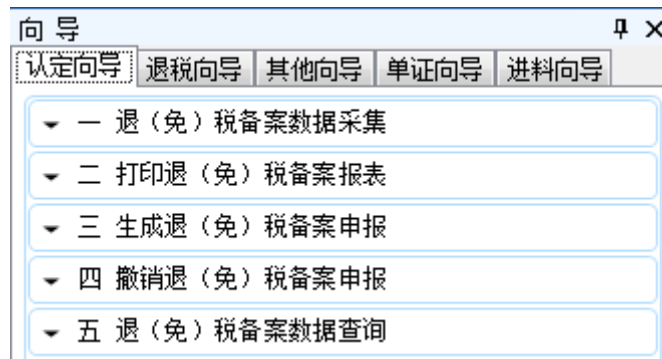 向 导
认定向导 退税向导 其他向导 单证向导 进料向导
一 退（免）税备案数据采集
二 打印退（免）税备案报表
三 生成退（免）税备案申报
四 撤销退（免）税备案申报
五 退（免）税备案数据查询